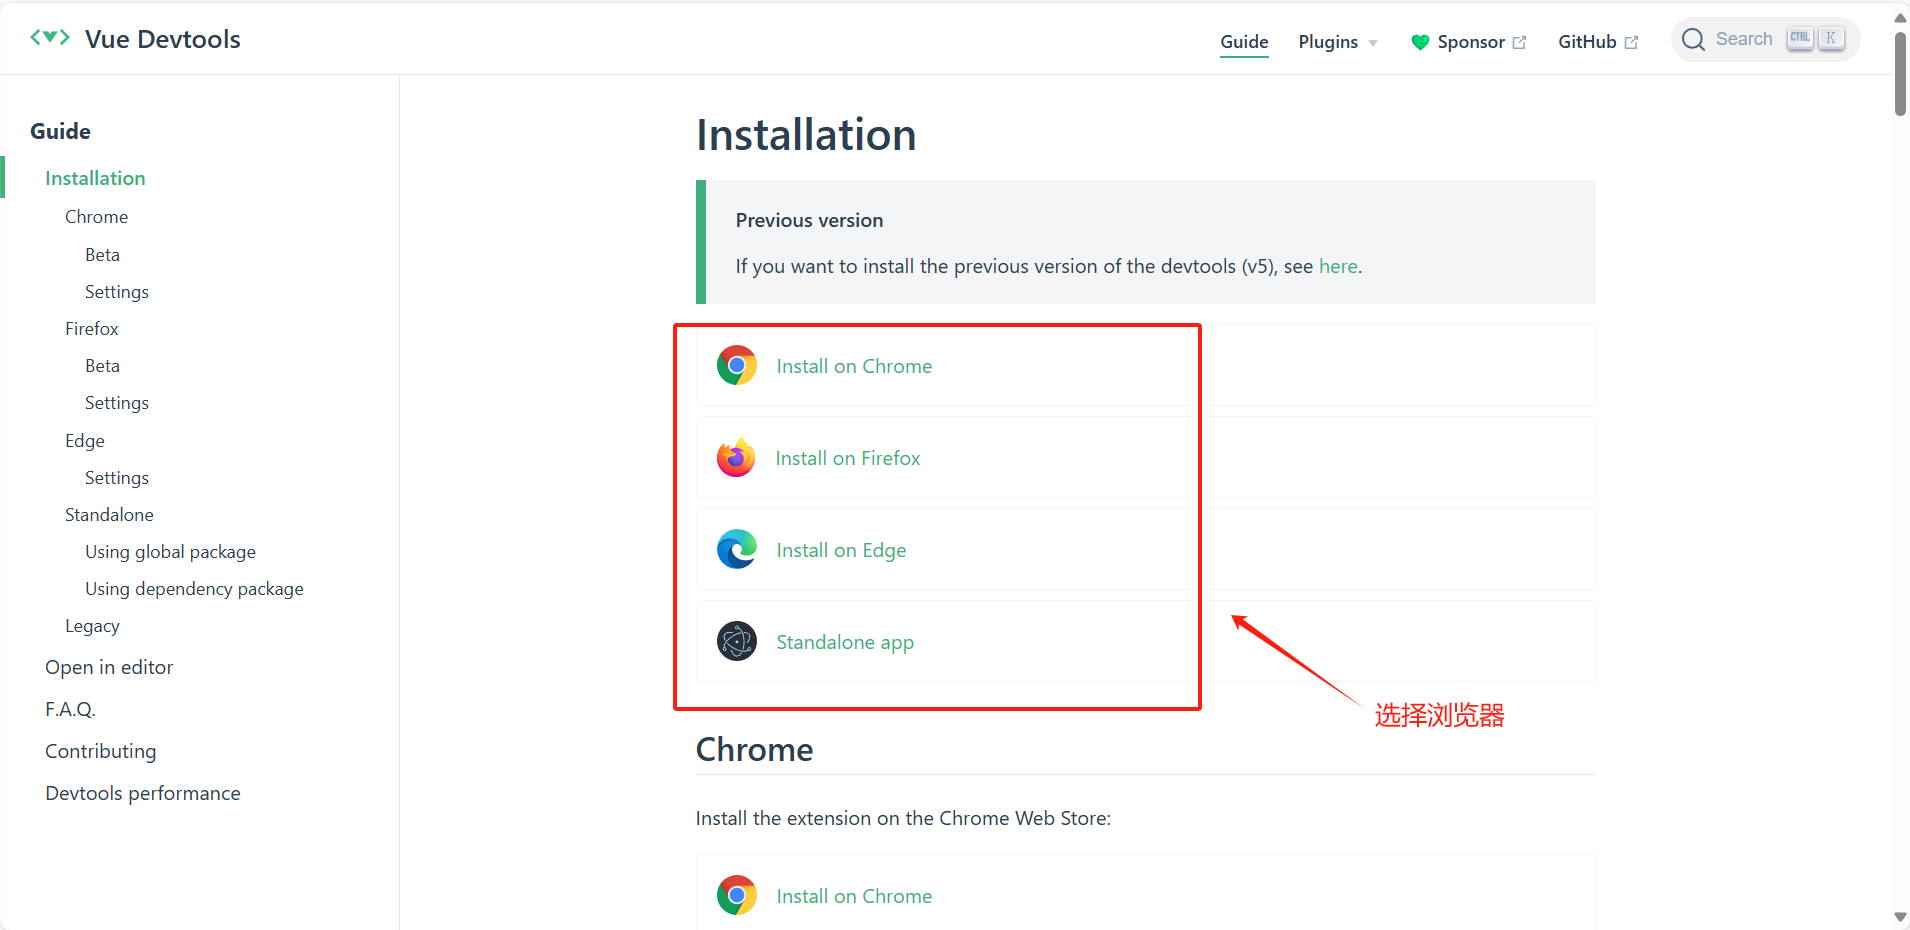 Vue Devtools
Guide
Plugins
Sponsor
GitHub
Search
CTRL
K
Guide
Installation
Chrome
Beta
Settings
Firefox
Beta
Settings
Edge
Settings
Standalone
Using global package
Using dependency package
Legacy
Open in editor
F.A.Q.
Contributing
Devtools performance
Installation
Previous version
If you want to install the previous version of the devtools (v5), see here.
Install on Chrome
Install on Firefox
Install on Edge
Standalone app
选择浏览器
Chrome
Install the extension on the Chrome Web Store:
Install on Chrome